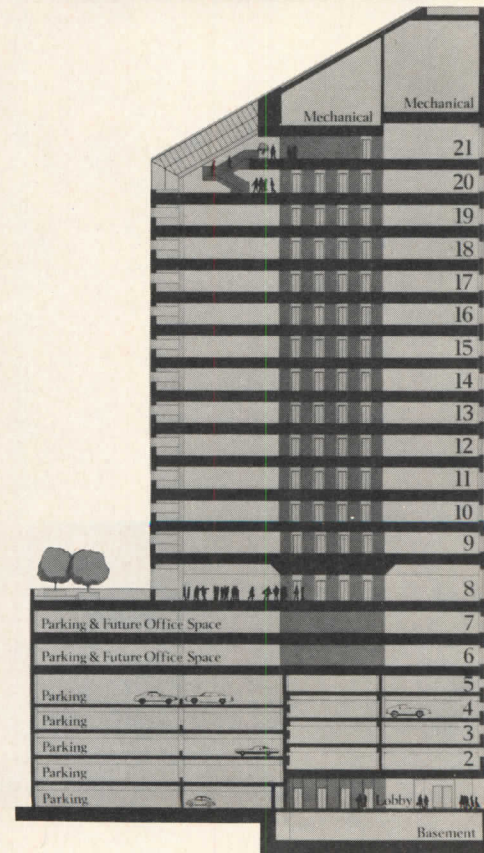 Mechanical
Mechanical
21
20
19
18
17
16
15
14
13
12
11
10
9
8
Parking & Future Office Space
7
Parking & Future Office Space
6
5
Parking
4
Parking
3
Parking
2
Parking
Parking
Lobby
Basement